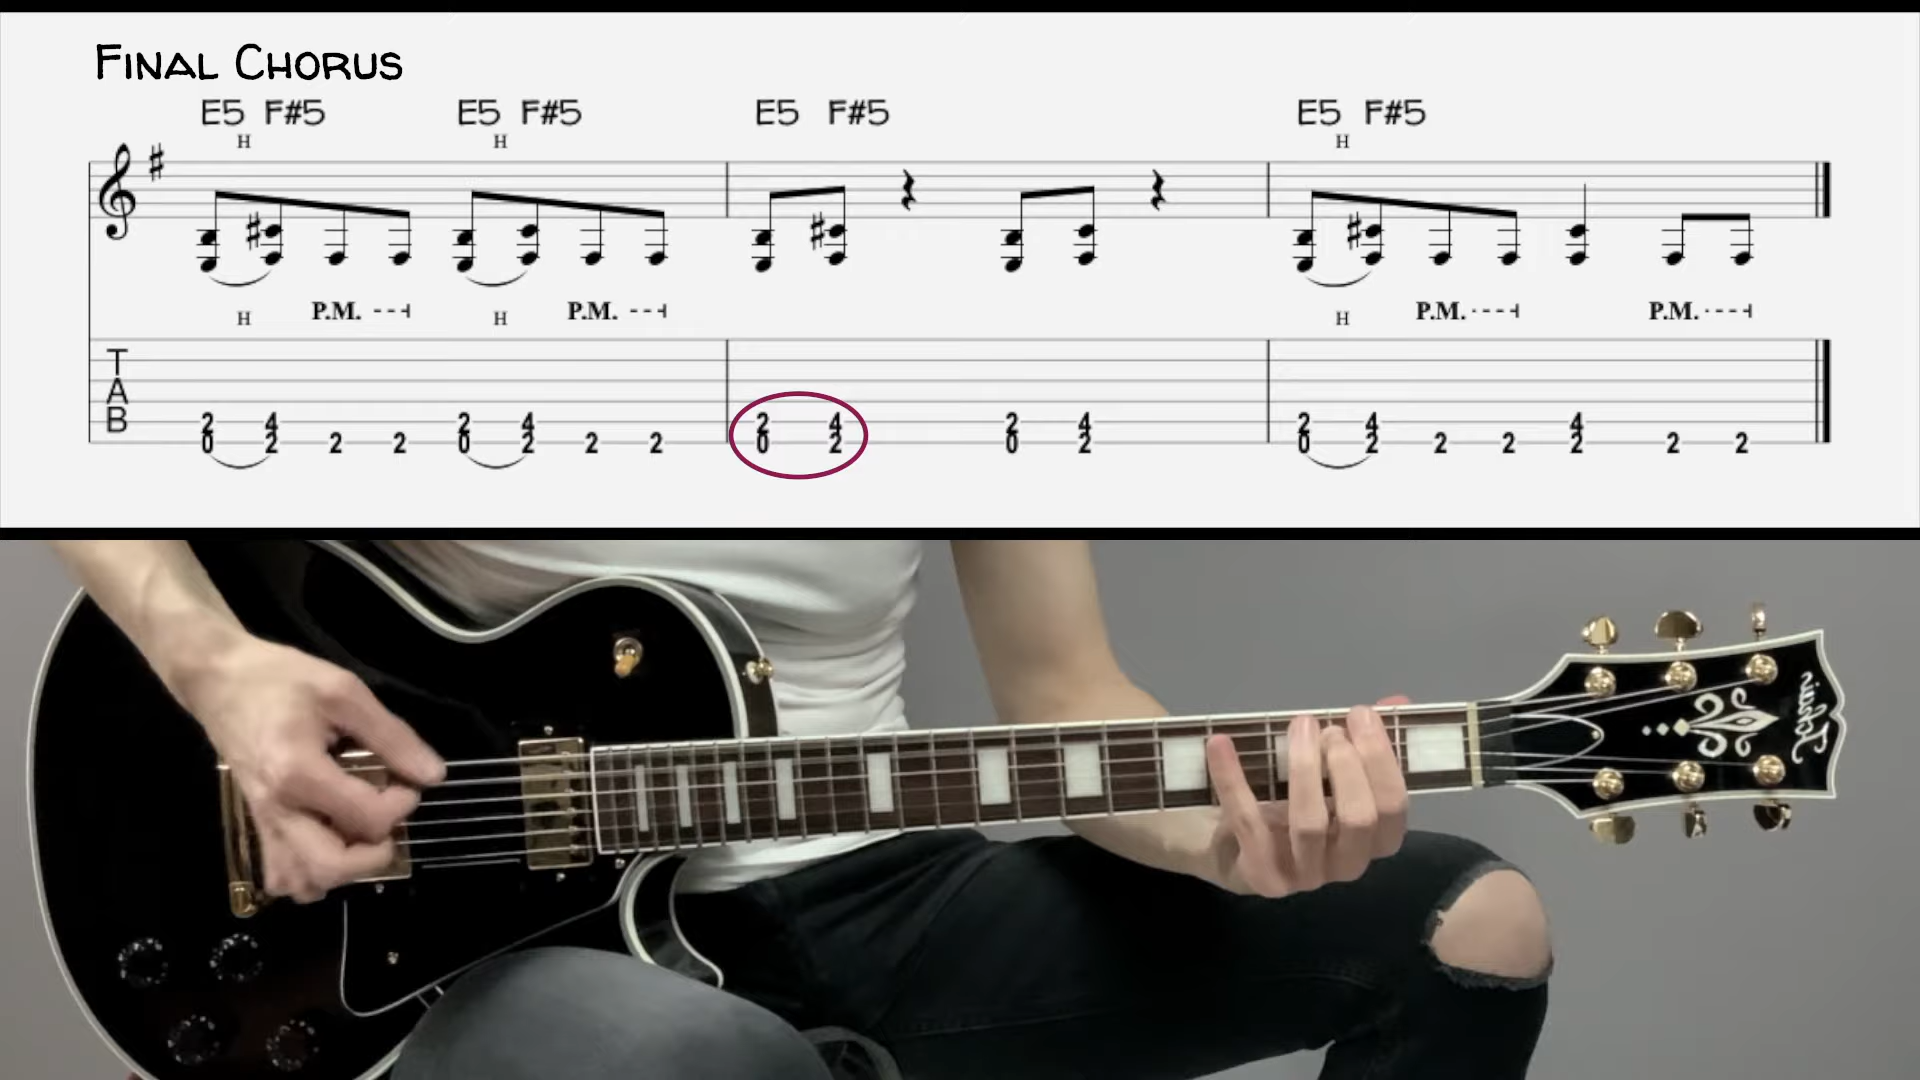 Final Chorus
E5 F#5 E5 F#5 E5 F#5 E5 F#5
H H H
P.M. P.M. P.M. P.M.
H H H
T
A
B
2 4 2 4 2 4 2 4 2 4 4
0 2 2 2 0 2 2 2 0 2 0 2 0 2 2 2 2 2 2